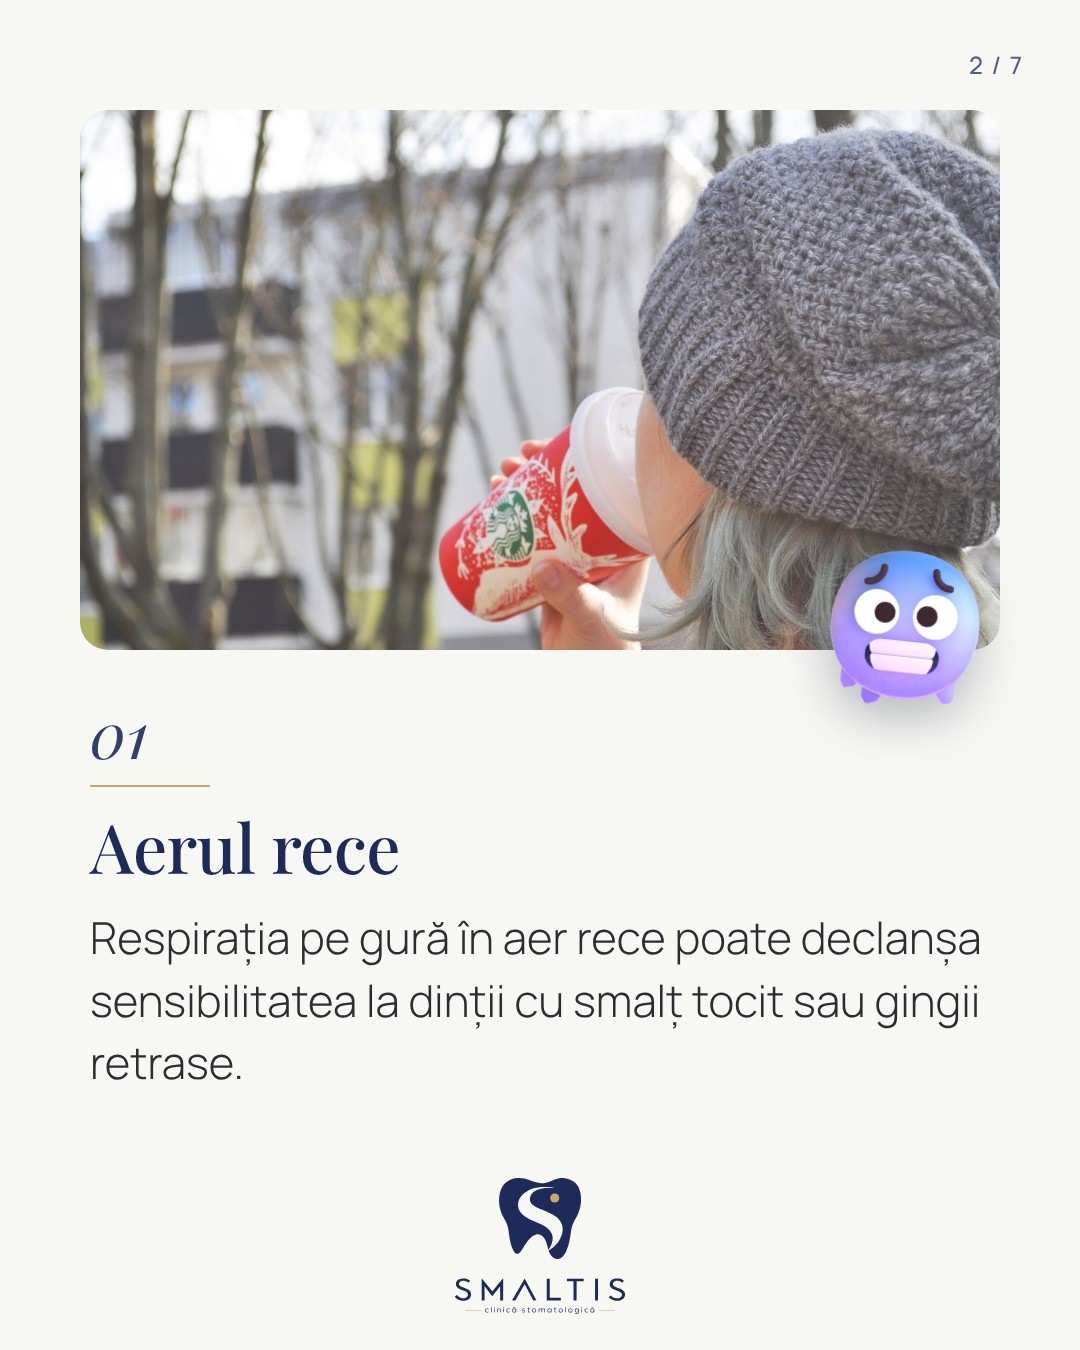 2 / 7
01
Aerul rece
Respirația pe gură în aer rece poate declanșa
sensibilitatea la dinții cu smalț tocit sau gingii
retrase.
SMALTIS
clinică stomatologică